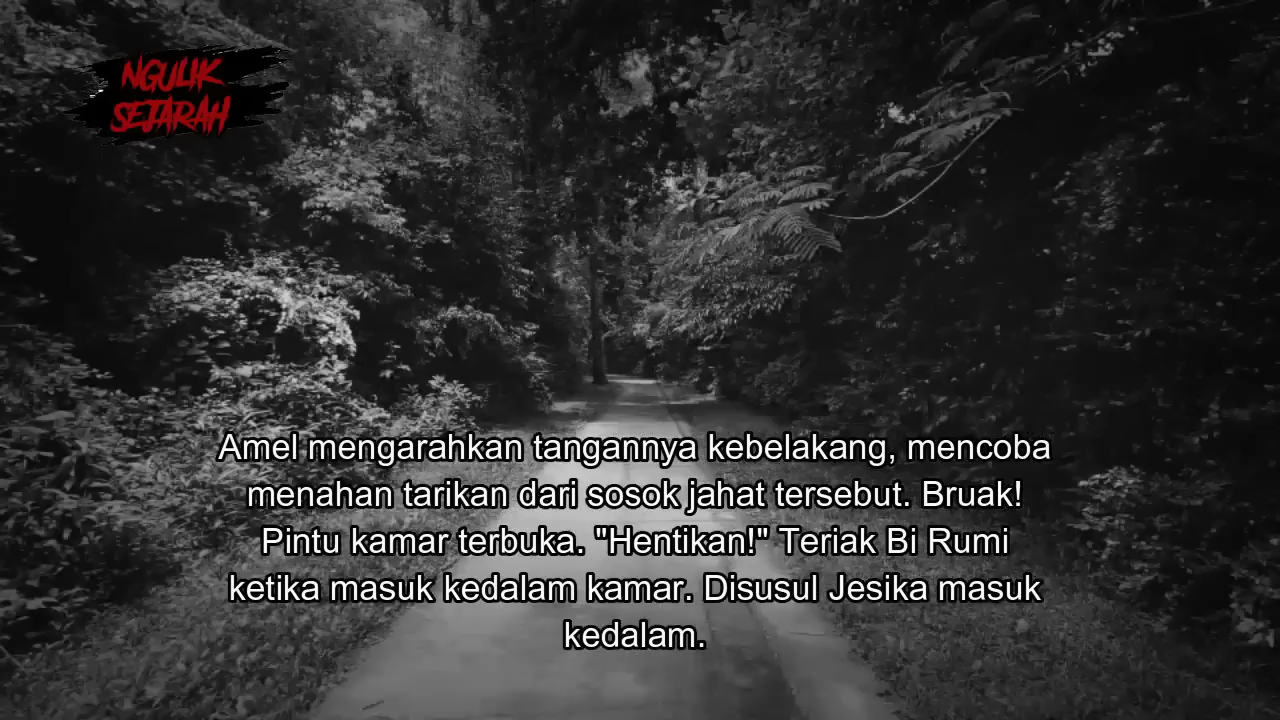 NGULIK
SEJARAH
Amel mengarahkan tangannya kebelakang, mencoba
menahan tarikan dari sosok jahat tersebut. Bruak!
Pintu kamar terbuka. "Hentikan!" Teriak Bi Rumi
ketika masuk kedalam kamar. Disusul Jesika masuk
kedalam.